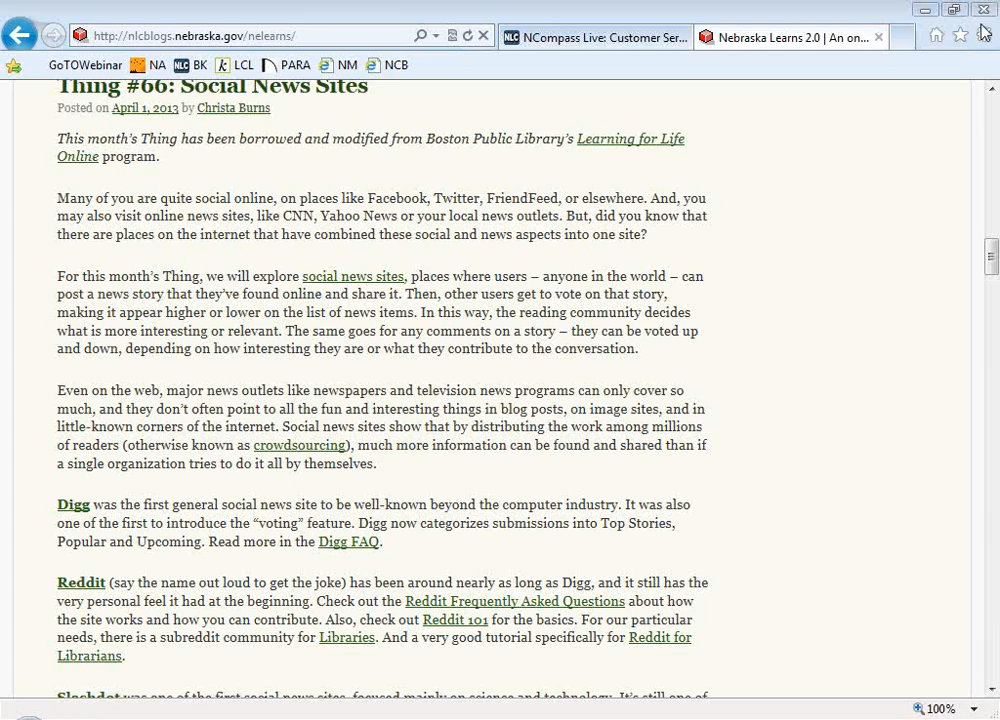 http://nlcblogs.nebraska.gov/nelearns/
NCompass Live: Customer Ser...
Nebraska Learns 2.0 | An on...
GoTOWebinar NA BK LCL PARA NM NCB
Thing #66: Social News Sites
Posted on April 1, 2013 by Christa Burns
This month's Thing has been borrowed and modified from Boston Public Library's Learning for Life
Online program.
Many of you are quite social online, on places like Facebook, Twitter, FriendFeed, or elsewhere. And, you
may also visit online news sites, like CNN, Yahoo News or your local news outlets. But, did you know that
there are places on the internet that have combined these social and news aspects into one site?
For this month's Thing, we will explore social news sites, places where users – anyone in the world – can
post a news story that they've found online and share it. Then, other users get to vote on that story,
making it appear higher or lower on the list of news items. In this way, the reading community decides
what is more interesting or relevant. The same goes for any comments on a story – they can be voted up
and down, depending on how interesting they are or what they contribute to the conversation.
Even on the web, major news outlets like newspapers and television news programs can only cover so
much, and they don't often point to all the fun and interesting things in blog posts, on image sites, and in
little-known corners of the internet. Social news sites show that by distributing the work among millions
of readers (otherwise known as crowdsourcing), much more information can be found and shared than if
a single organization tries to do it all by themselves.
Digg was the first general social news site to be well-known beyond the computer industry. It was also
one of the first to introduce the "voting" feature. Digg now categorizes submissions into Top Stories,
Popular and Upcoming. Read more in the Digg FAQ.
Reddit (say the name out loud to get the joke) has been around nearly as long as Digg, and it still has the
very personal feel it had at the beginning. Check out the Reddit Frequently Asked Questions about how
the site works and how you can contribute. Also, check out Reddit 101 for the basics. For our particular
needs, there is a subreddit community for Libraries. And a very good tutorial specifically for Reddit for
Librarians.
Slashdot was one of the first social news sites, focused mainly on science and technology. It's still one of
100%